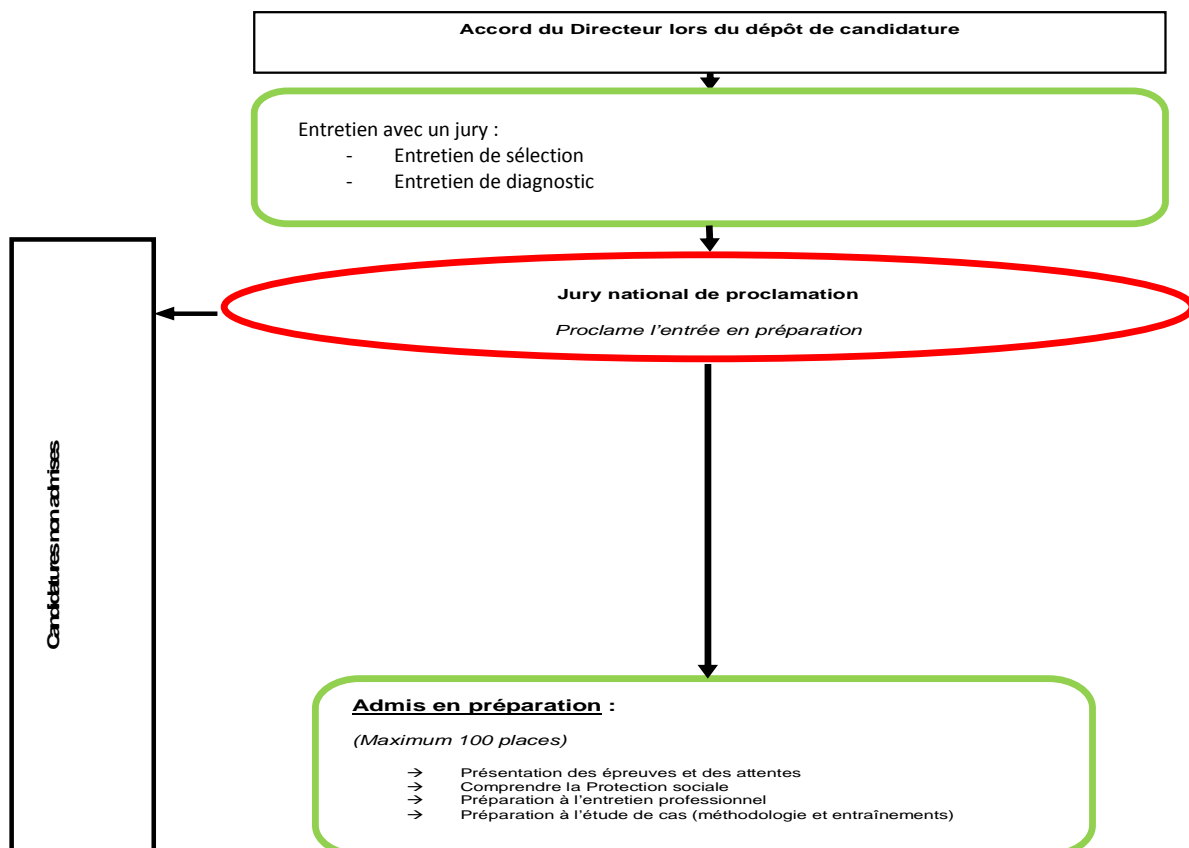 Accord du Directeur lors du dépôt de candidature
Entretien avec un jury :
- Entretien de sélection
- Entretien de diagnostic
Jury national de proclamation
Proclame l'entrée en préparation
Candidatures non admises
Admis en préparation :
(Maximum 100 places)
→ Présentation des épreuves et des attentes
→ Comprendre la Protection sociale
→ Préparation à l'entretien professionnel
→ Préparation à l'étude de cas (méthodologie et entraînements)